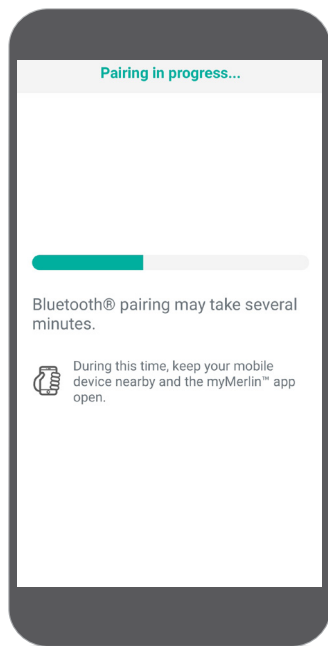 Pairing in progress...
Bluetooth® pairing may take several
minutes.
During this time, keep your mobile
device nearby and the myMerlin™ app
open.